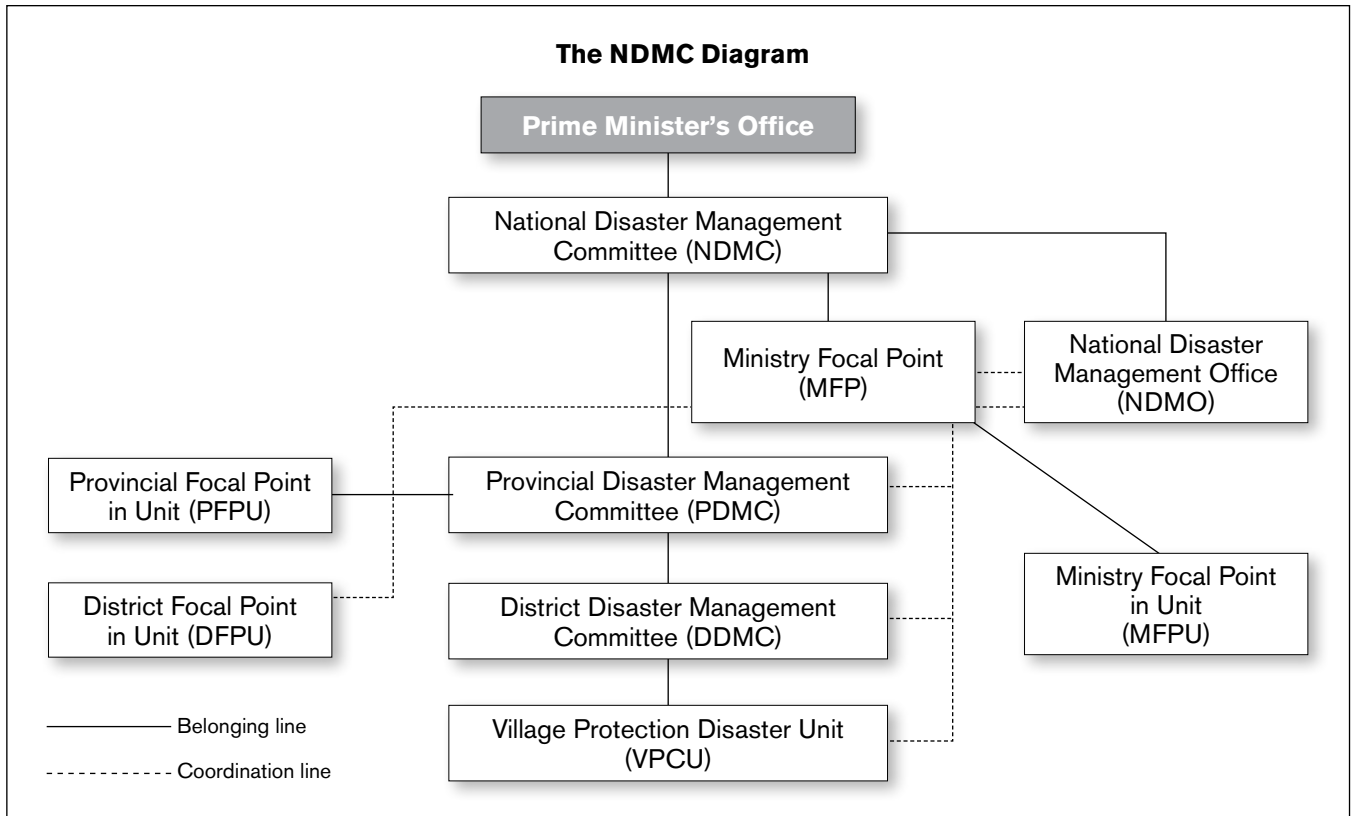 The NDMC Diagram
Prime Minister's Office
National Disaster Management
Committee (NDMC)
Ministry Focal Point
(MFP)
National Disaster
Management Office
(NDMO)
Provincial Focal Point
in Unit (PFPU)
Provincial Disaster Management
Committee (PDMC)
Ministry Focal Point
in Unit
(MFPU)
District Focal Point
in Unit (DFPU)
District Disaster Management
Committee (DDMC)
Village Protection Disaster Unit
(VPCU)
Belonging line
Coordination line